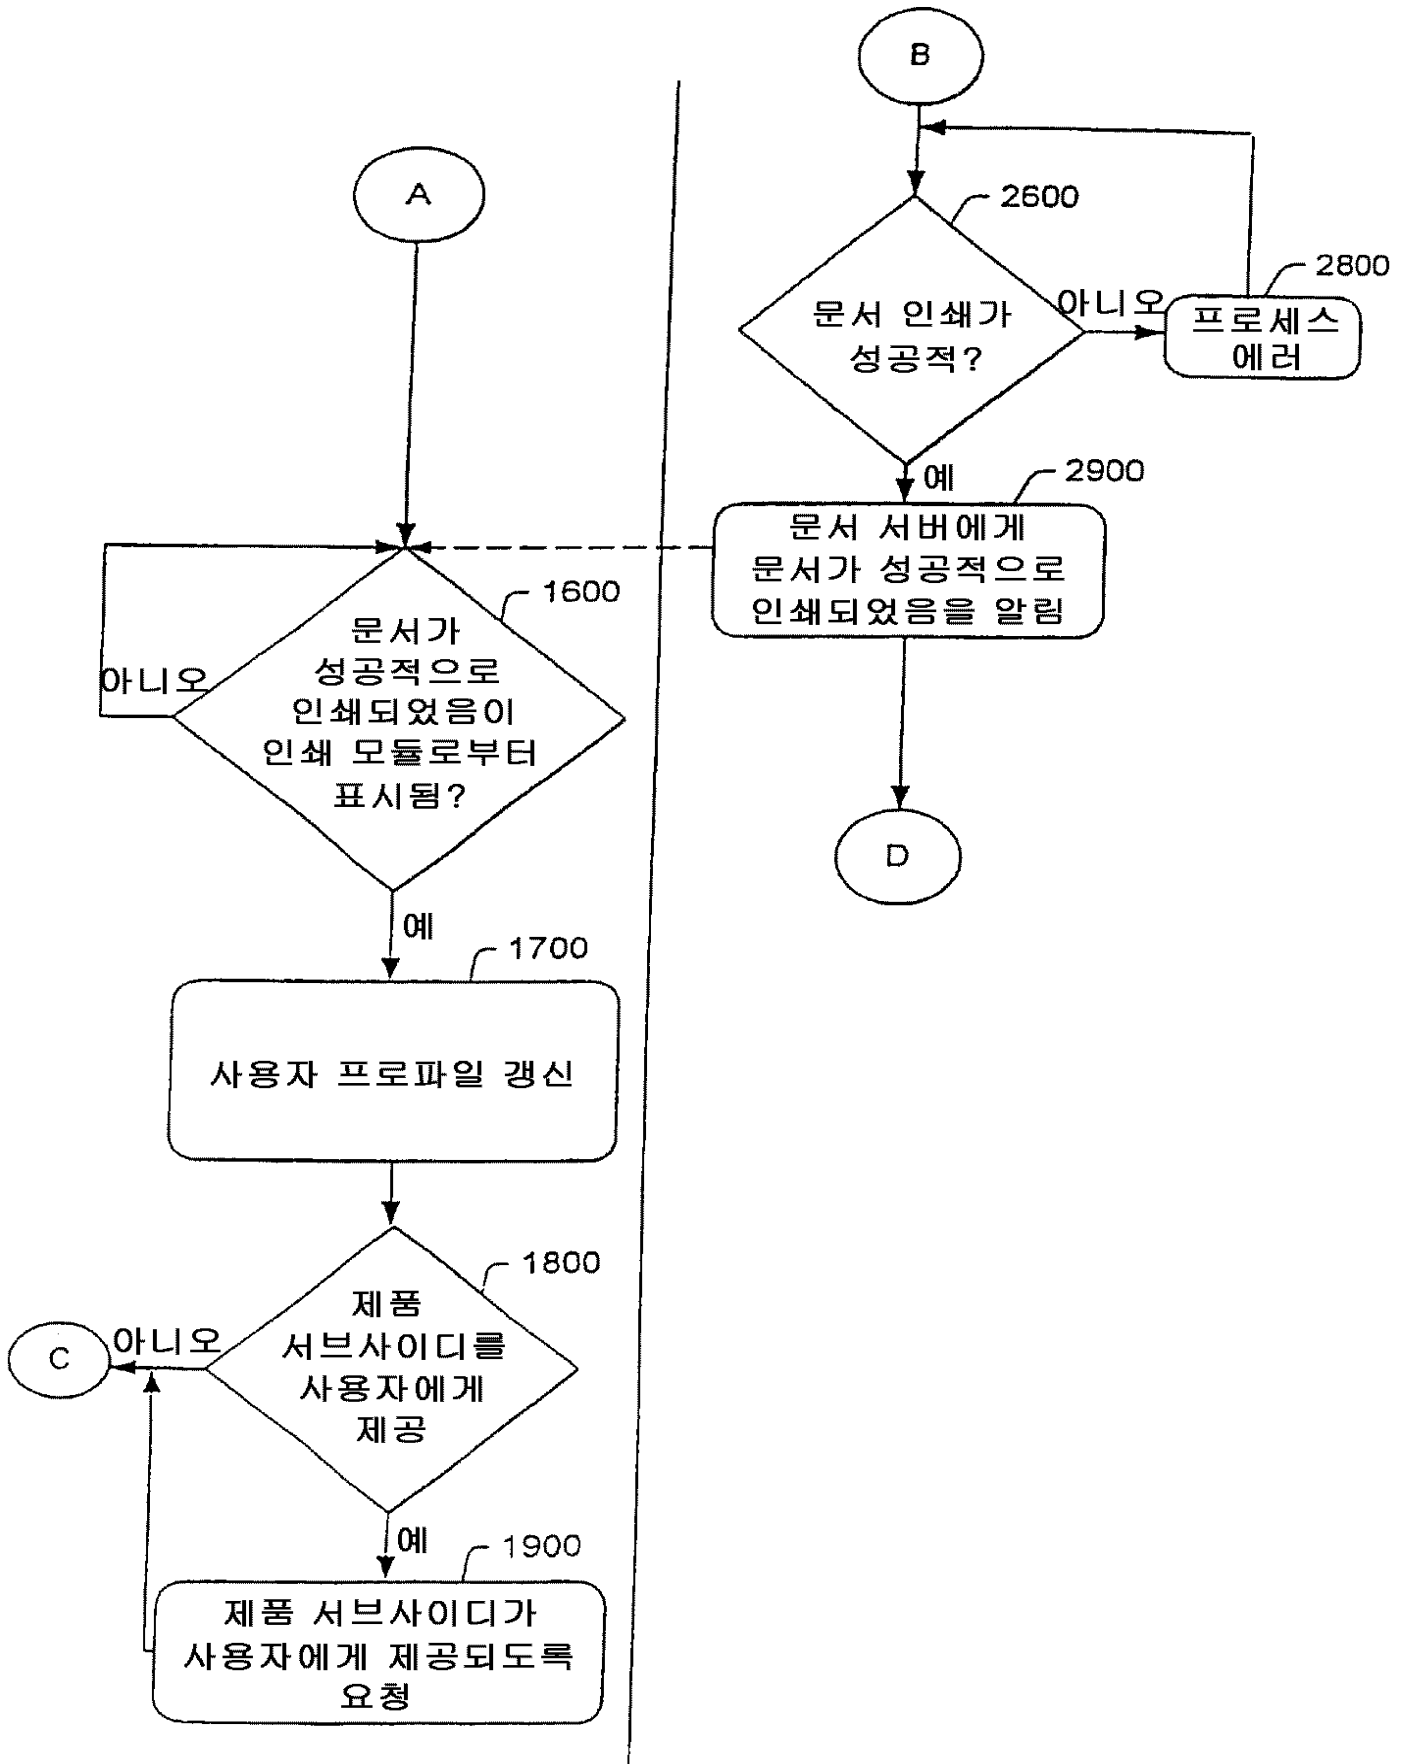 A
1600
문서가
성공적으로
인쇄되었음이
인쇄 모듈로부터
표시됨?
아니오
예
1700
사용자 프로파일 갱신
1800
제품
서브사이디를
사용자에게
제공
아니오
C
예
1900
제품 서브사이디가
사용자에게 제공되도록
요청
B
2600
문서 인쇄가
성공적?
아니오
2800
프로세스
에러
예
2900
문서 서버에게
문서가 성공적으로
인쇄되었음을 알림
D